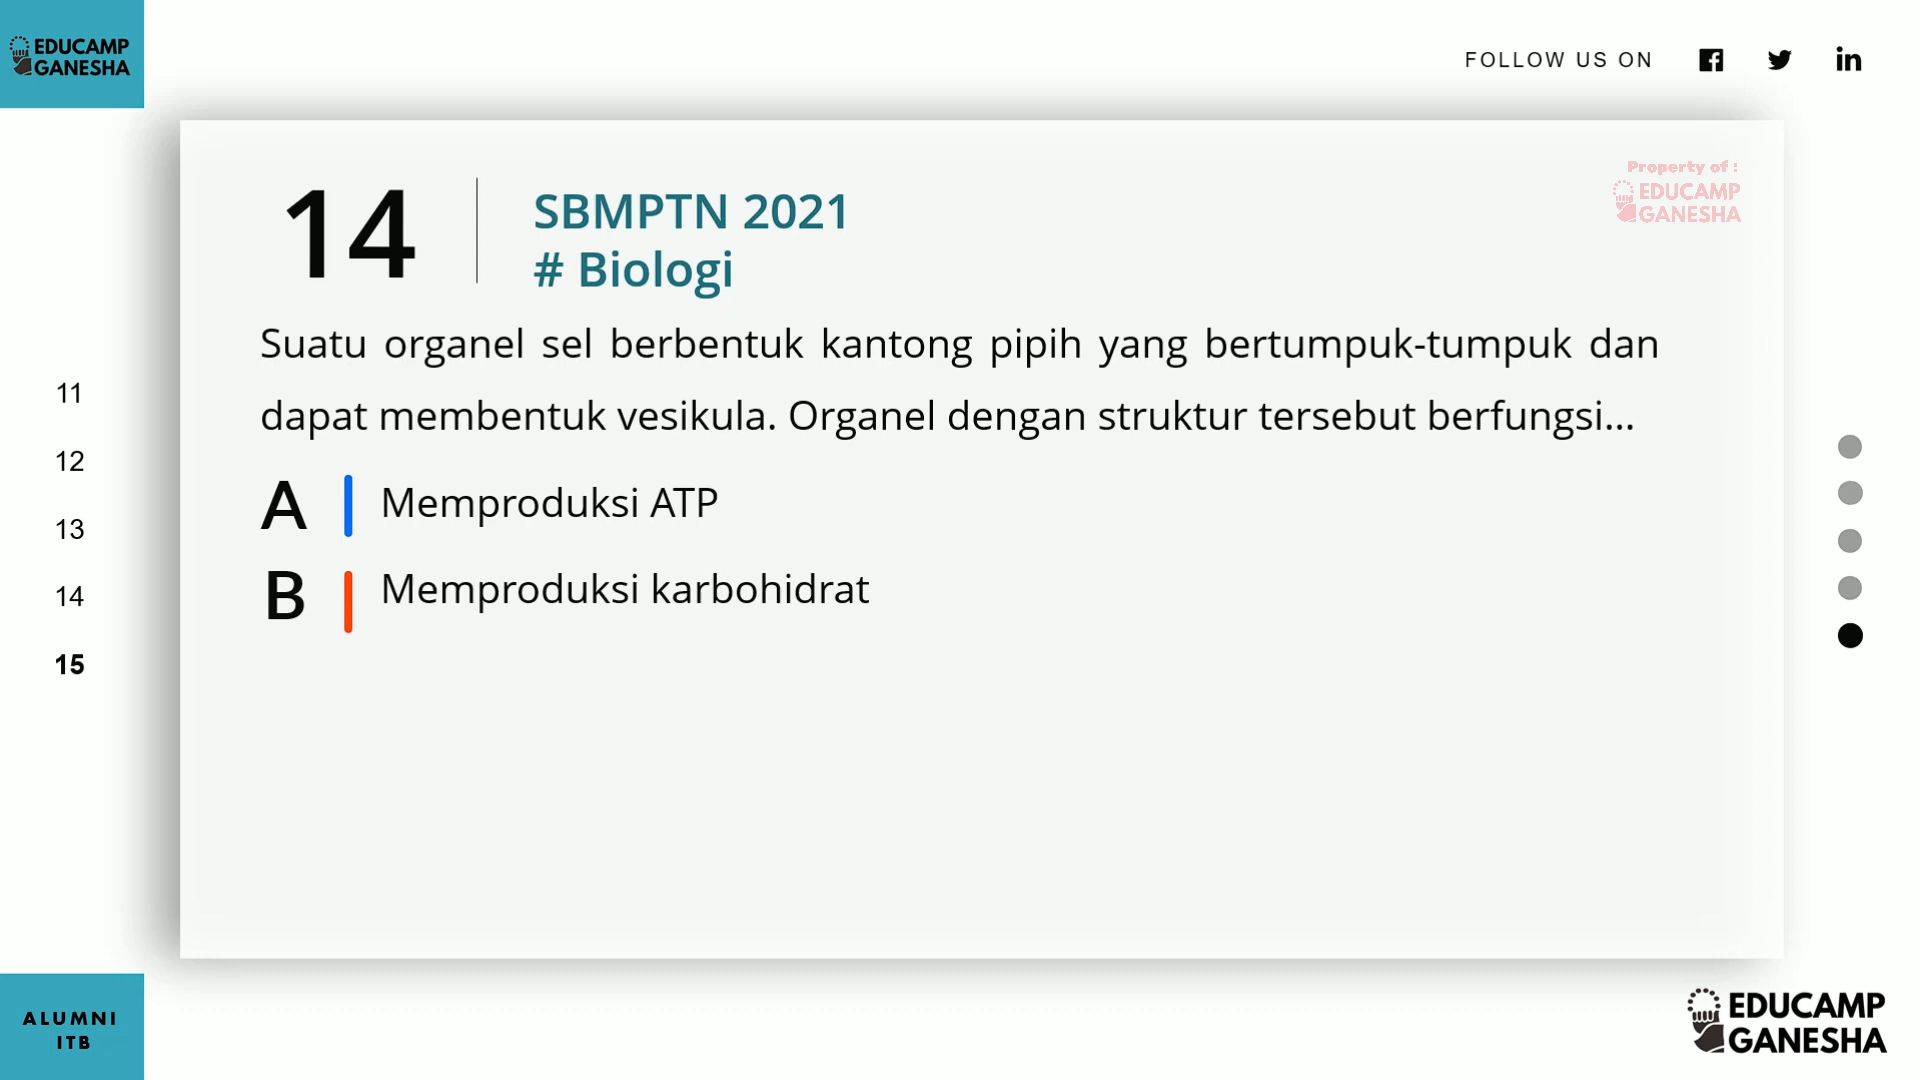 EDUCAMP
GANESHA
FOLLOW US ON
Property of :
EDUCAMP
GANESHA
14
SBMPTN 2021
# Biologi
Suatu organel sel berbentuk kantong pipih yang bertumpuk-tumpuk dan
dapat membentuk vesikula. Organel dengan struktur tersebut berfungsi...
A Memproduksi ATP
B Memproduksi karbohidrat
11
12
13
14
15
ALUMNI
ITB
EDUCAMP
GANESHA